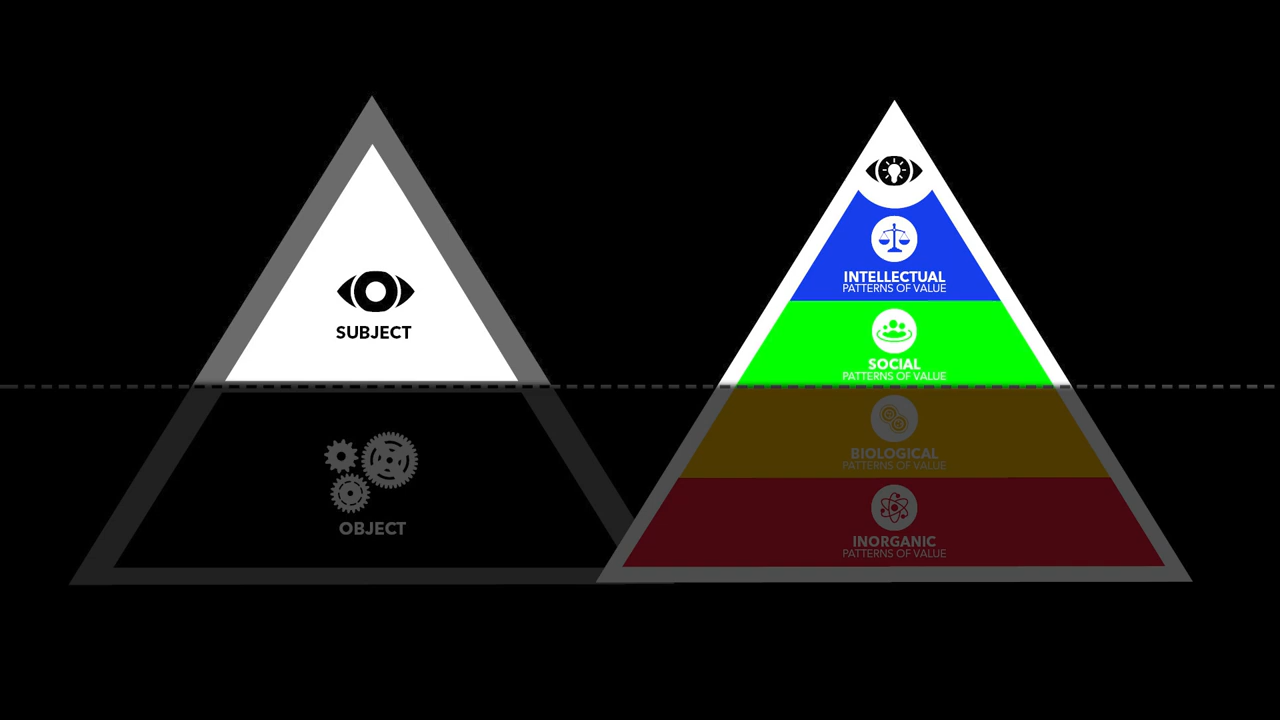 SUBJECT
OBJECT
INTELLECTUAL
PATTERNS OF VALUE
SOCIAL
PATTERNS OF VALUE
BIOLOGICAL
PATTERNS OF VALUE
INORGANIC
PATTERNS OF VALUE